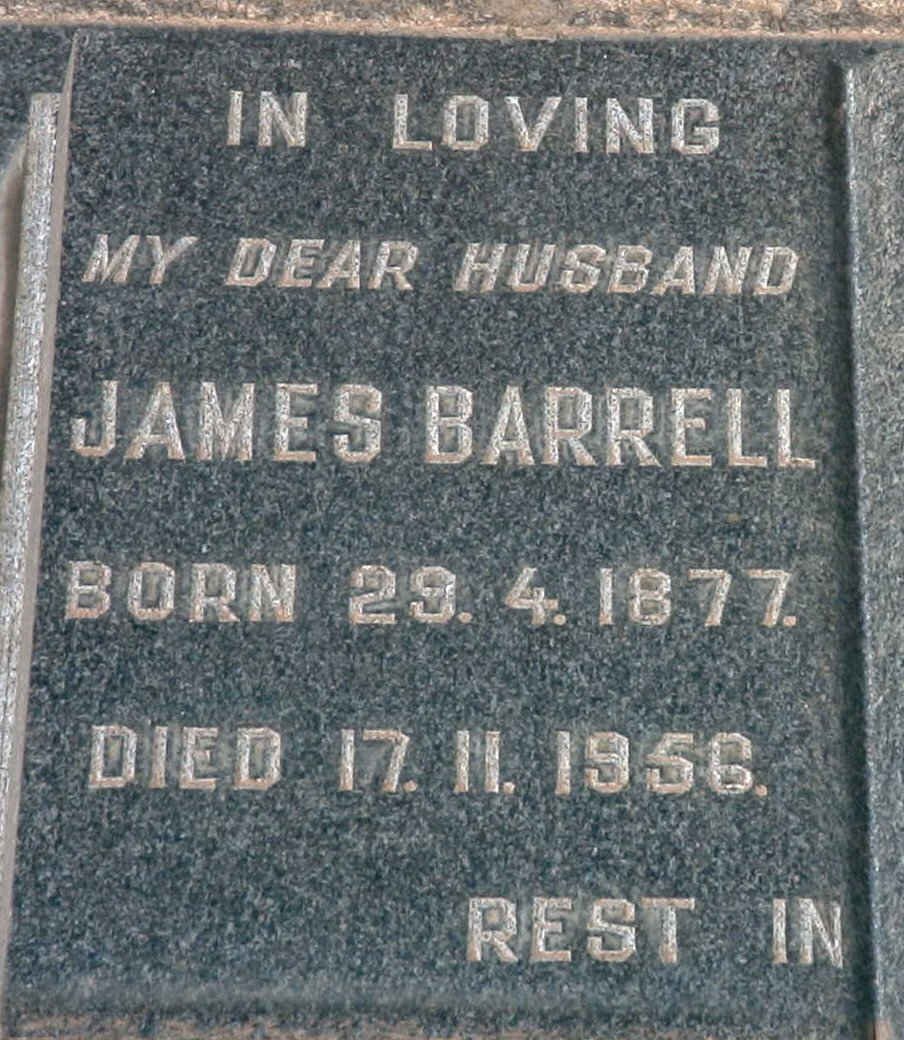 IN LOVING
MY DEAR HUSBAND
JAMES BARRELL
BORN 29.4.1877.
DIED 17.11.1956.
REST IN